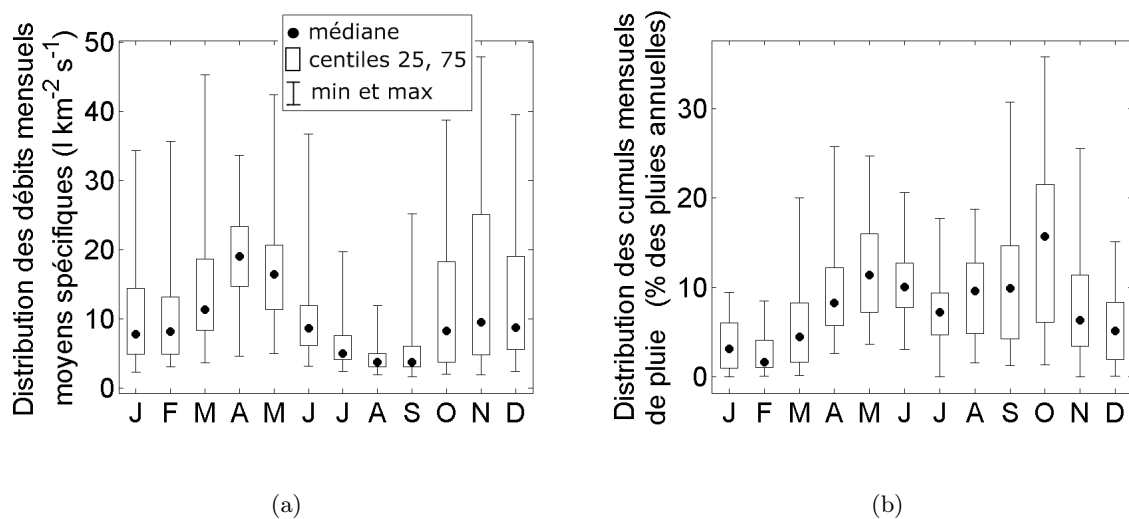 Distribution des débits mensuels
moyens spécifiques (l km-2 s-1)
50
40
30
20
10
0
médiane
centiles 25, 75
min et max
J F M A M J J A S O N D
(a)
Distribution des cumuls mensuels
de pluie (% des pluies annuelles)
30
20
10
0
J F M A M J J A S O N D
(b)